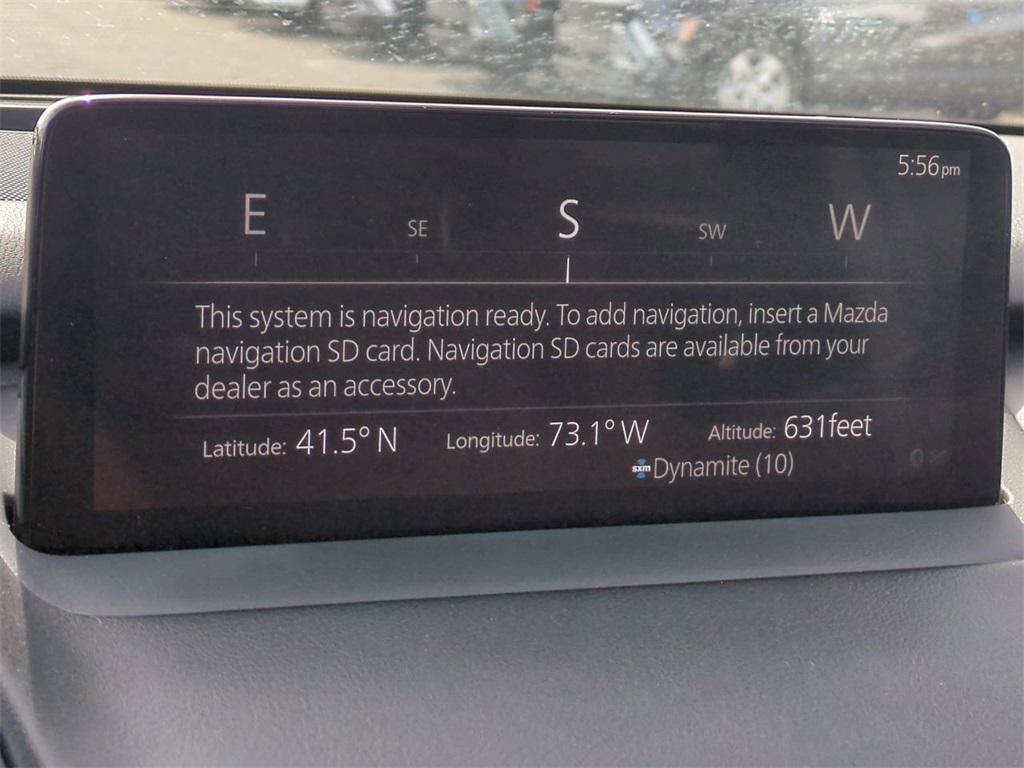 5:56pm
E SE S SW W
This system is navigation ready. To add navigation, insert a Mazda
navigation SD card. Navigation SD cards are available from your
dealer as an accessory.
Latitude: 41.5° N Longitude: 73.1° W Altitude: 631feet
sxm Dynamite (10)